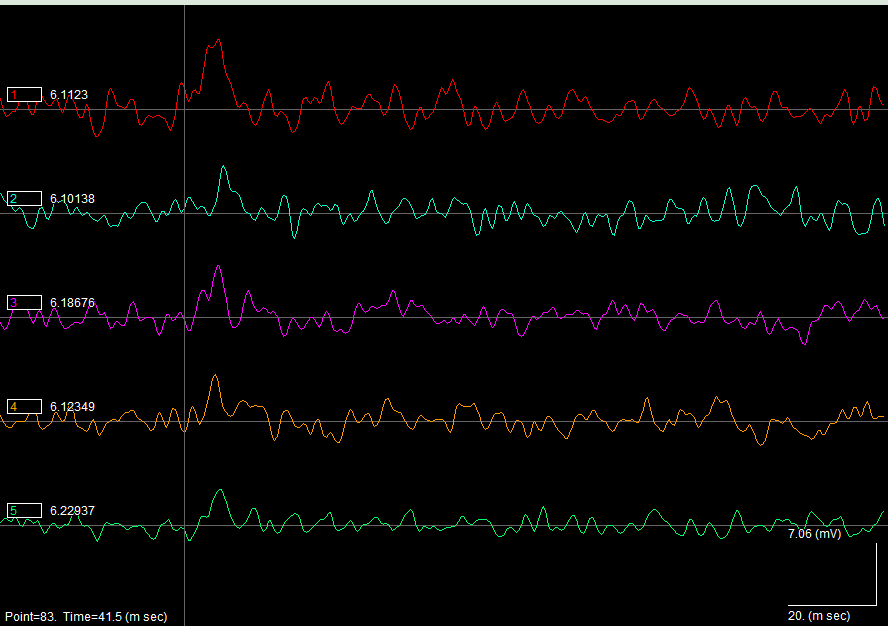 1 6.1123
2 6.10138
3 6.18676
4 6.12349
5 6.22937
7.06 (mV)
20. (m sec)
Point=83. Time=41.5 (m sec)